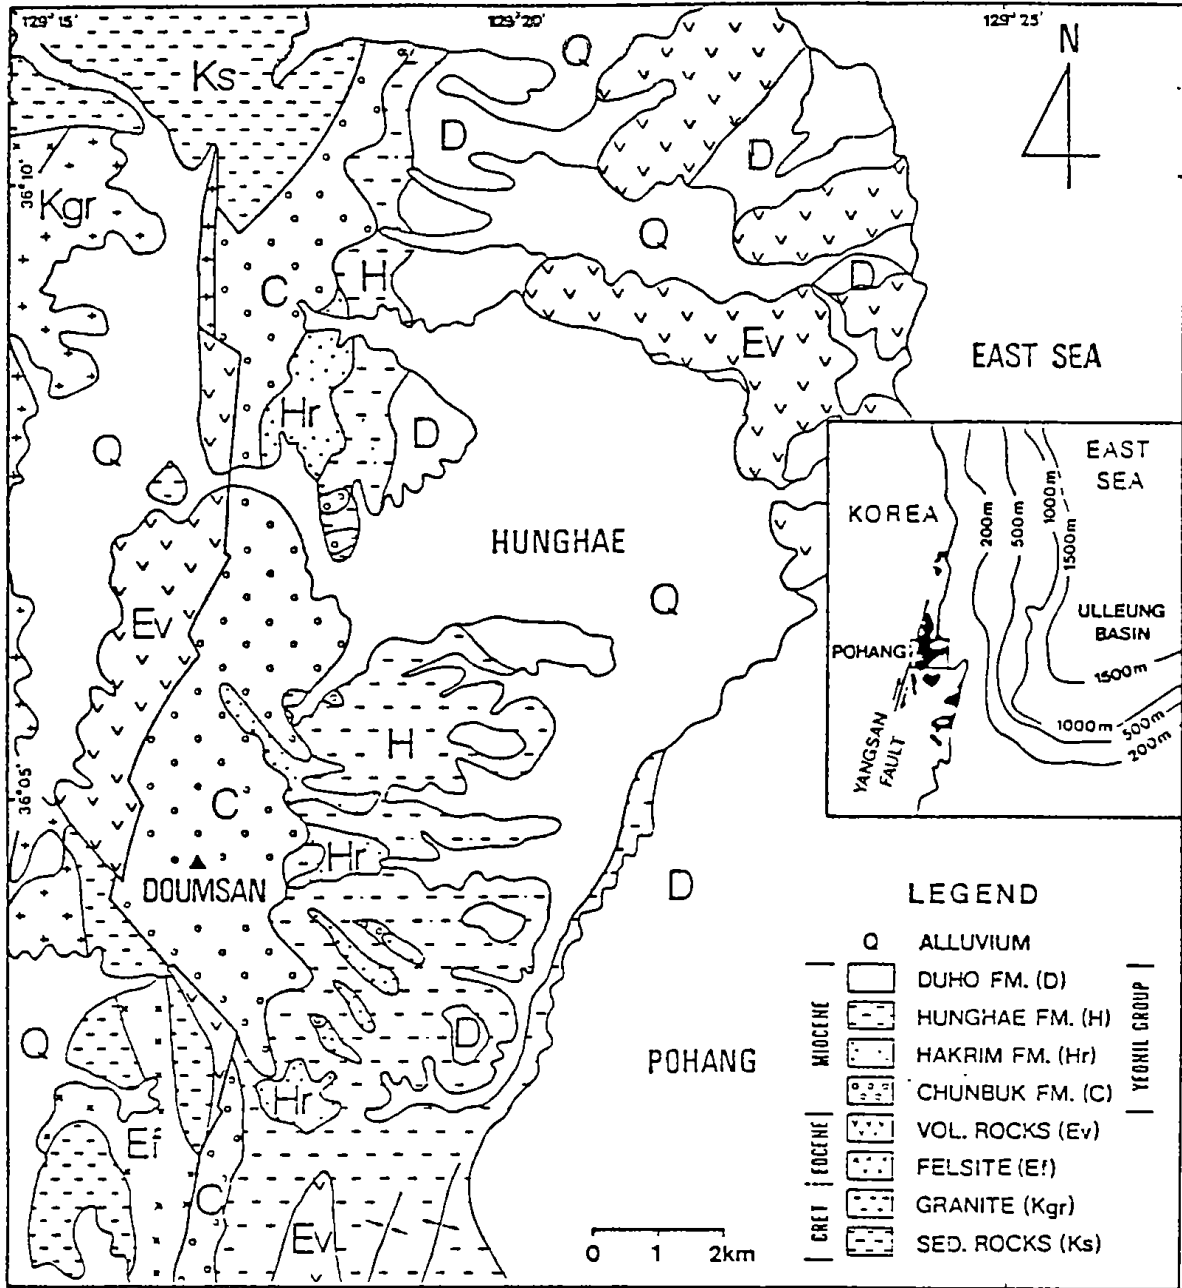 129°15'
129°20'
129°25'
N
Q
Ks
D
D
36°10'
Kgr
Q
D
H
C
Ev
EAST SEA
Hr
D
Q
HUNGHAE
Ev
Q
H
36°05'
C
Hr
DOUMSAN
D
Q
D
POHANG
Hr
Ef
C
Ev
0 1 2km
EAST
SEA
KOREA
200m
500m
1000m
1500m
ULLEUNG
BASIN
POHANG
1500m
1000m
500m
200m
YANGSAN
FAULT
LEGEND
Q ALLUVIUM
DUHO FM. (D)
HUNGHAE FM. (H)
HAKRIM FM. (Hr)
CHUNBUK FM. (C)
VOL. ROCKS (Ev)
FELSITE (Ef)
GRANITE (Kgr)
SED. ROCKS (Ks)
MIOCENE
EOCENE
CRET
YEONIL GROUP